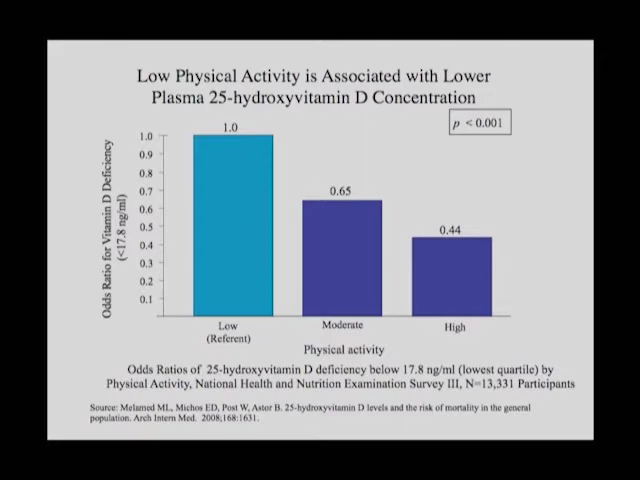 Low Physical Activity is Associated with Lower
Plasma 25-hydroxyvitamin D Concentration
p < 0.001
Odds Ratio for Vitamin D Deficiency
(<17.8 ng/ml)
1.0
0.9
0.8
0.7
0.6
0.5
0.4
0.3
0.2
0.1
1.0
0.65
0.44
Low
(Referent)
Moderate
High
Physical activity
Odds Ratios of 25-hydroxyvitamin D deficiency below 17.8 ng/ml (lowest quartile) by
Physical Activity, National Health and Nutrition Examination Survey III, N=13,331 Participants
Source: Melamed ML, Michos ED, Post W, Astor B. 25-hydroxyvitamin D levels and the risk of mortality in the general
population. Arch Intern Med. 2008;168:1631.